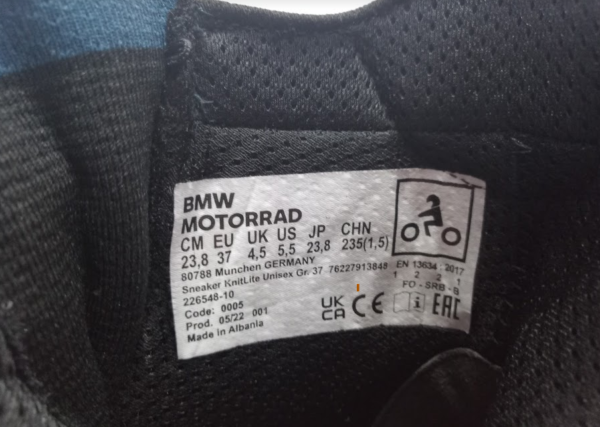 BMW
MOTORRAD
CM EU UK US JP CHN
23,8 37 4,5 5,5 23,8 235(1,5)
80788 Munchen GERMANY
Sneaker KnitLite Unisex Gr. 37 76227913848
226548-10
Code: 0005
Prod. 05/22 001
Made in Albania
EN 13634 : 2017
1 2 2 1
FO - SRB - B
UK
CA CE i EAC